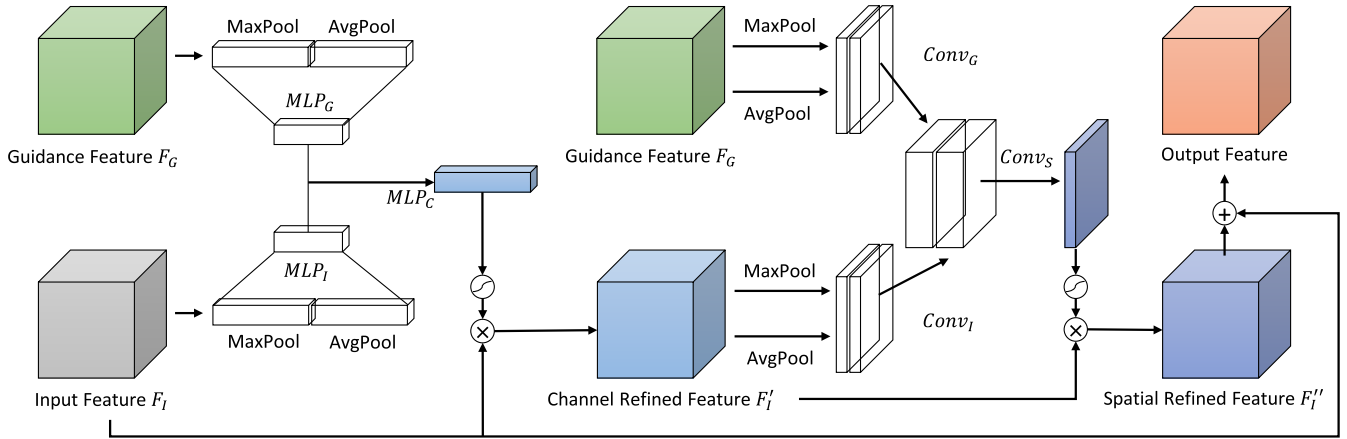 MaxPool AvgPool
MLP_G
Guidance Feature F_G
MLP_C
MLP_I
MaxPool AvgPool
Input Feature F_I
MaxPool
AvgPool
Guidance Feature F_G
Conv_G
Conv_S
MaxPool
AvgPool
Conv_I
Channel Refined Feature F_I′
Output Feature
+
×
×
Spatial Refined Feature F_I′′